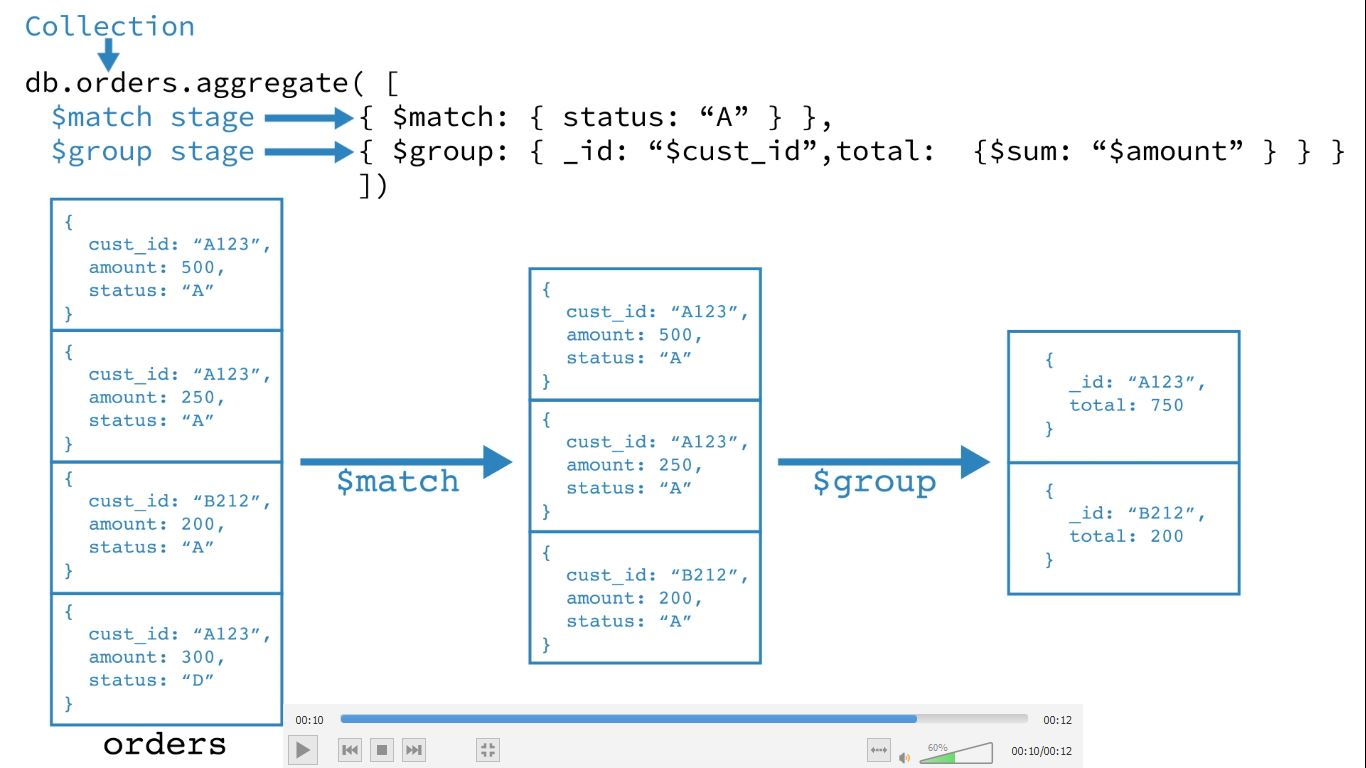 Collection
db.orders.aggregate( [
$match stage { $match: { status: “A” } },
$group stage { $group: { _id: “$cust_id”,total: {$sum: “$amount” } } }
])
{
cust_id: “A123”,
amount: 500,
status: “A”
}
{
cust_id: “A123”,
amount: 250,
status: “A”
}
{
cust_id: “B212”,
amount: 200,
status: “A”
}
{
cust_id: “A123”,
amount: 300,
status: “D”
}
orders
$match
{
cust_id: “A123”,
amount: 500,
status: “A”
}
{
cust_id: “A123”,
amount: 250,
status: “A”
}
{
cust_id: “B212”,
amount: 200,
status: “A”
}
$group
{
_id: “A123”,
total: 750
}
{
_id: “B212”,
total: 200
}
00:10 00:12
60%
00:10/00:12